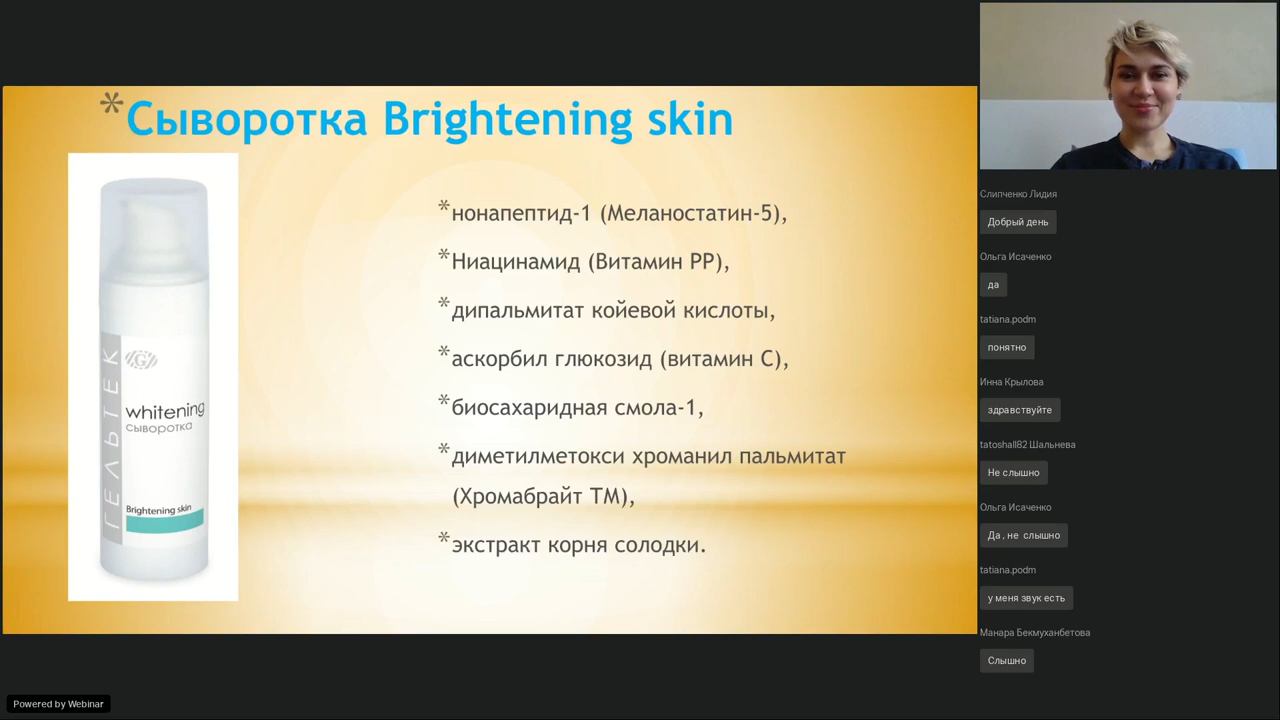 *Сыворотка Brightening skin
ГЕЛЬТЕК
G
whitening
сыворотка
Brightening skin
*нонапептид-1 (Меланостатин-5),
*Ниацинамид (Витамин РР),
*дипальмитат койевой кислоты,
*аскорбил глюкозид (витамин С),
*биосахаридная смола-1,
*диметилметокси хроманил пальмитат
(Хромабрайт ТМ),
*экстракт корня солодки.
Слипченко Лидия
Добрый день
Ольга Исаченко
да
tatiana.podm
понятно
Инна Крылова
здравствуйте
tatoshall82 Шальнева
Не слышно
Ольга Исаченко
Да , не слышно
tatiana.podm
у меня звук есть
Манара Бекмуханбетова
Слышно
Powered by Webinar